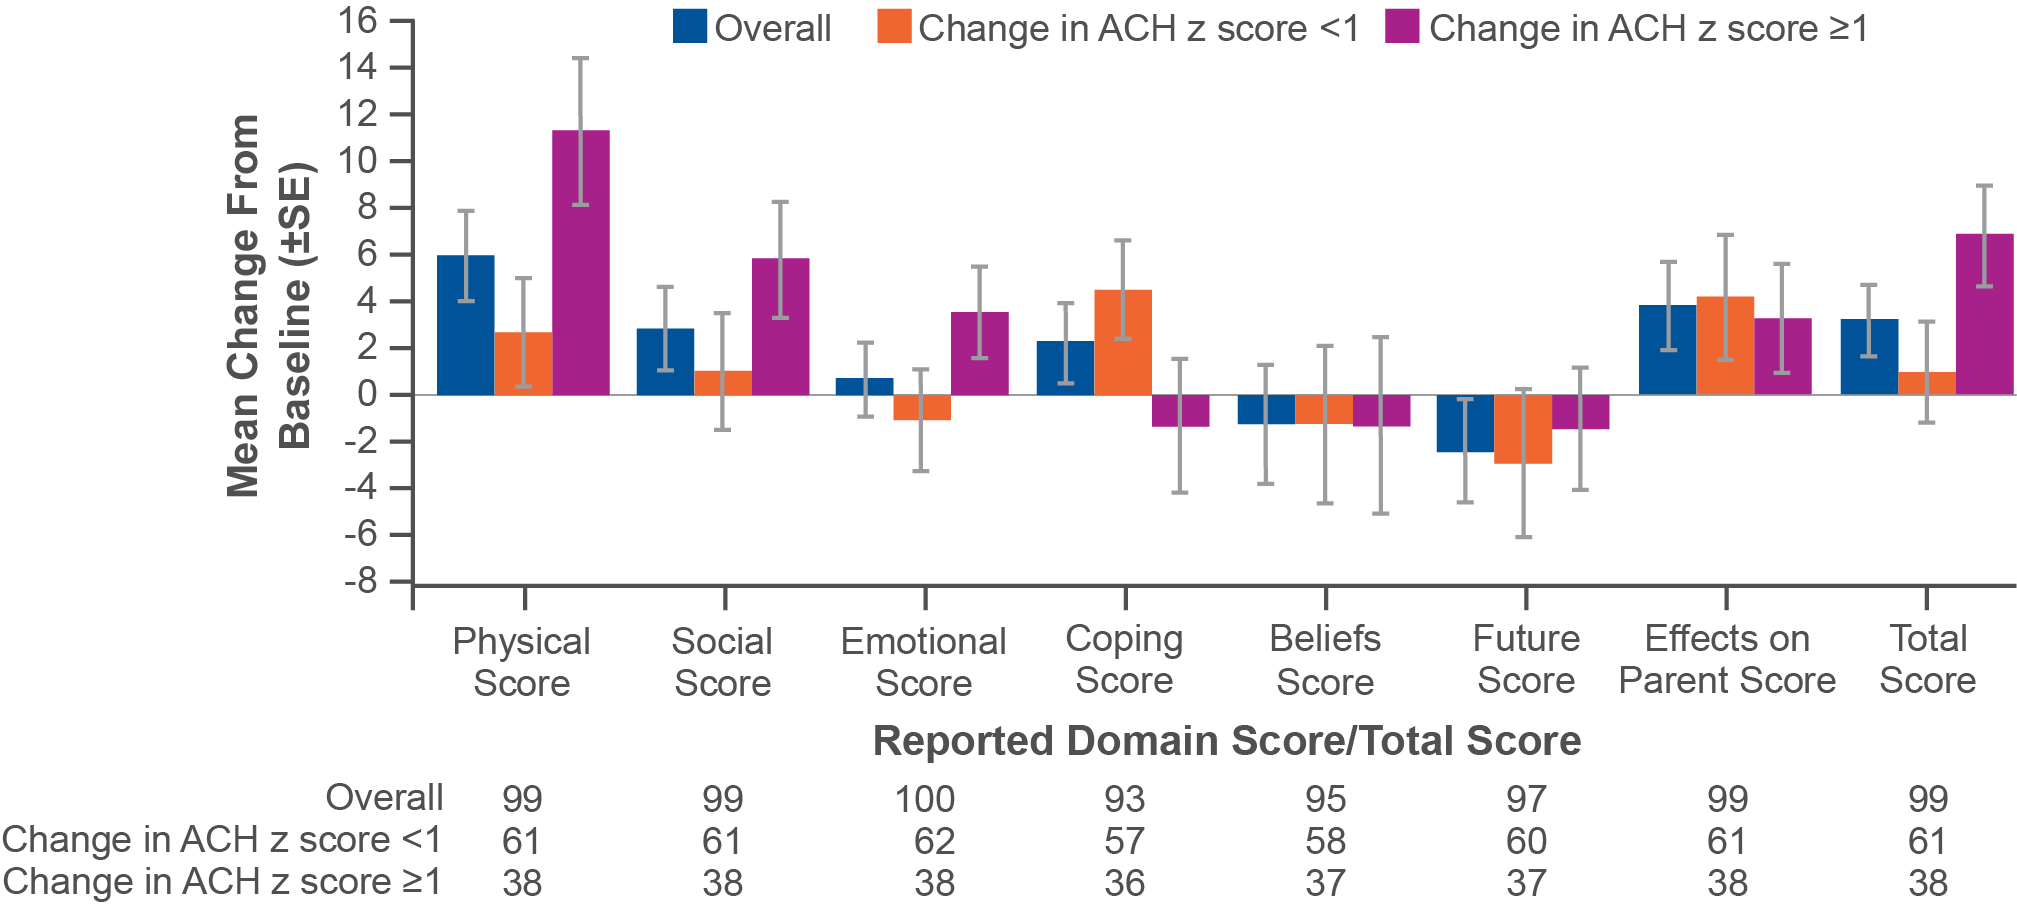 Overall Change in ACH z score <1 Change in ACH z score ≥1
Mean Change From
Baseline (±SE)
16
14
12
10
8
6
4
2
0
-2
-4
-6
-8
Physical
Score
Social
Score
Emotional
Score
Coping
Score
Beliefs
Score
Future
Score
Effects on
Parent Score
Total
Score
Reported Domain Score/Total Score
Overall 99 99 100 93 95 97 99 99
Change in ACH z score <1 61 61 62 57 58 60 61 61
Change in ACH z score ≥1 38 38 38 36 37 37 38 38